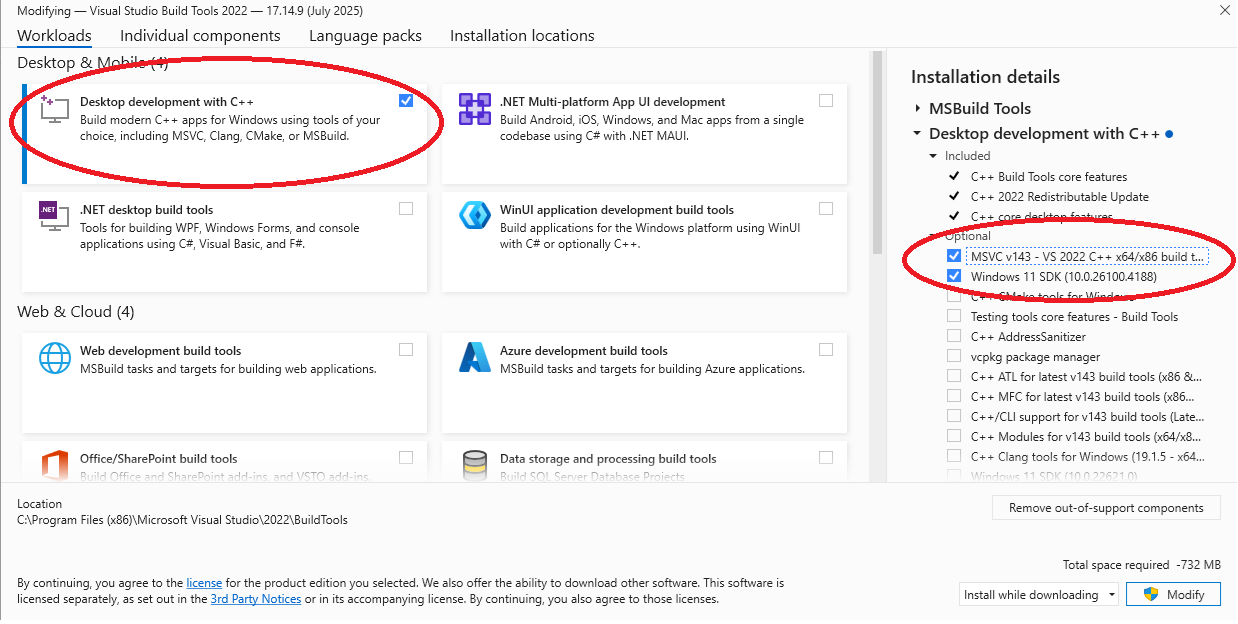 Modifying — Visual Studio Build Tools 2022 — 17.14.9 (July 2025)
Workloads
Individual components
Language packs
Installation locations
Desktop & Mobile (4)
Desktop development with C++
Build modern C++ apps for Windows using tools of your
choice, including MSVC, Clang, CMake, or MSBuild.
.NET Multi-platform App UI development
Build Android, iOS, Windows, and Mac apps from a single
codebase using C# with .NET MAUI.
.NET
.NET desktop build tools
Tools for building WPF, Windows Forms, and console
applications using C#, Visual Basic, and F#.
WinUI application development build tools
Build applications for the Windows platform using WinUI
with C# or optionally C++.
Web & Cloud (4)
Web development build tools
MSBuild tasks and targets for building web applications.
Azure development build tools
MSBuild tasks and targets for building Azure applications.
Office/SharePoint build tools
Build Office and SharePoint add-ins, and VSTO add-ins.
Data storage and processing build tools
Build SQL Server Database Projects
Installation details
MSBuild Tools
Desktop development with C++
Included
C++ Build Tools core features
C++ 2022 Redistributable Update
C++ core desktop features
Optional
MSVC v143 - VS 2022 C++ x64/x86 build t...
Windows 11 SDK (10.0.26100.4188)
C++ CMake tools for Windows
Testing tools core features - Build Tools
C++ AddressSanitizer
vcpkg package manager
C++ ATL for latest v143 build tools (x86 &...
C++ MFC for latest v143 build tools (x86...
C++/CLI support for v143 build tools (Late...
C++ Modules for v143 build tools (x64/x8...
C++ Clang tools for Windows (19.1.5 - x64...
Windows 11 SDK (10.0.22621.0)
Location
C:\Program Files (x86)\Microsoft Visual Studio\2022\BuildTools
Remove out-of-support components
Total space required -732 MB
By continuing, you agree to the license for the product edition you selected. We also offer the ability to download other software. This software is
licensed separately, as set out in the 3rd Party Notices or in its accompanying license. By continuing, you also agree to those licenses.
Install while downloading
Modify